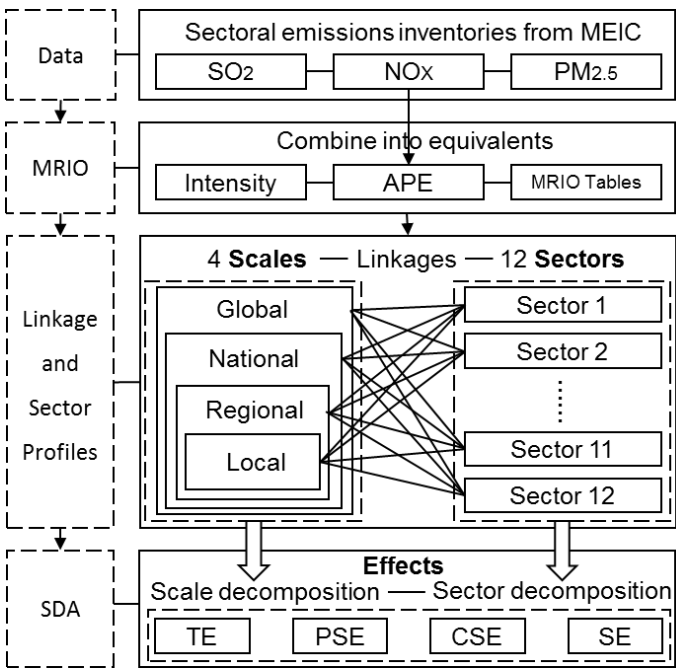 Data
Sectoral emissions inventories from MEIC
SO2
NOX
PM2.5
MRIO
Combine into equivalents
Intensity
APE
MRIO Tables
Linkage
and
Sector
Profiles
4 Scales — Linkages — 12 Sectors
Global
National
Regional
Local
Sector 1
Sector 2
......
Sector 11
Sector 12
SDA
Effects
Scale decomposition — Sector decomposition
TE
PSE
CSE
SE